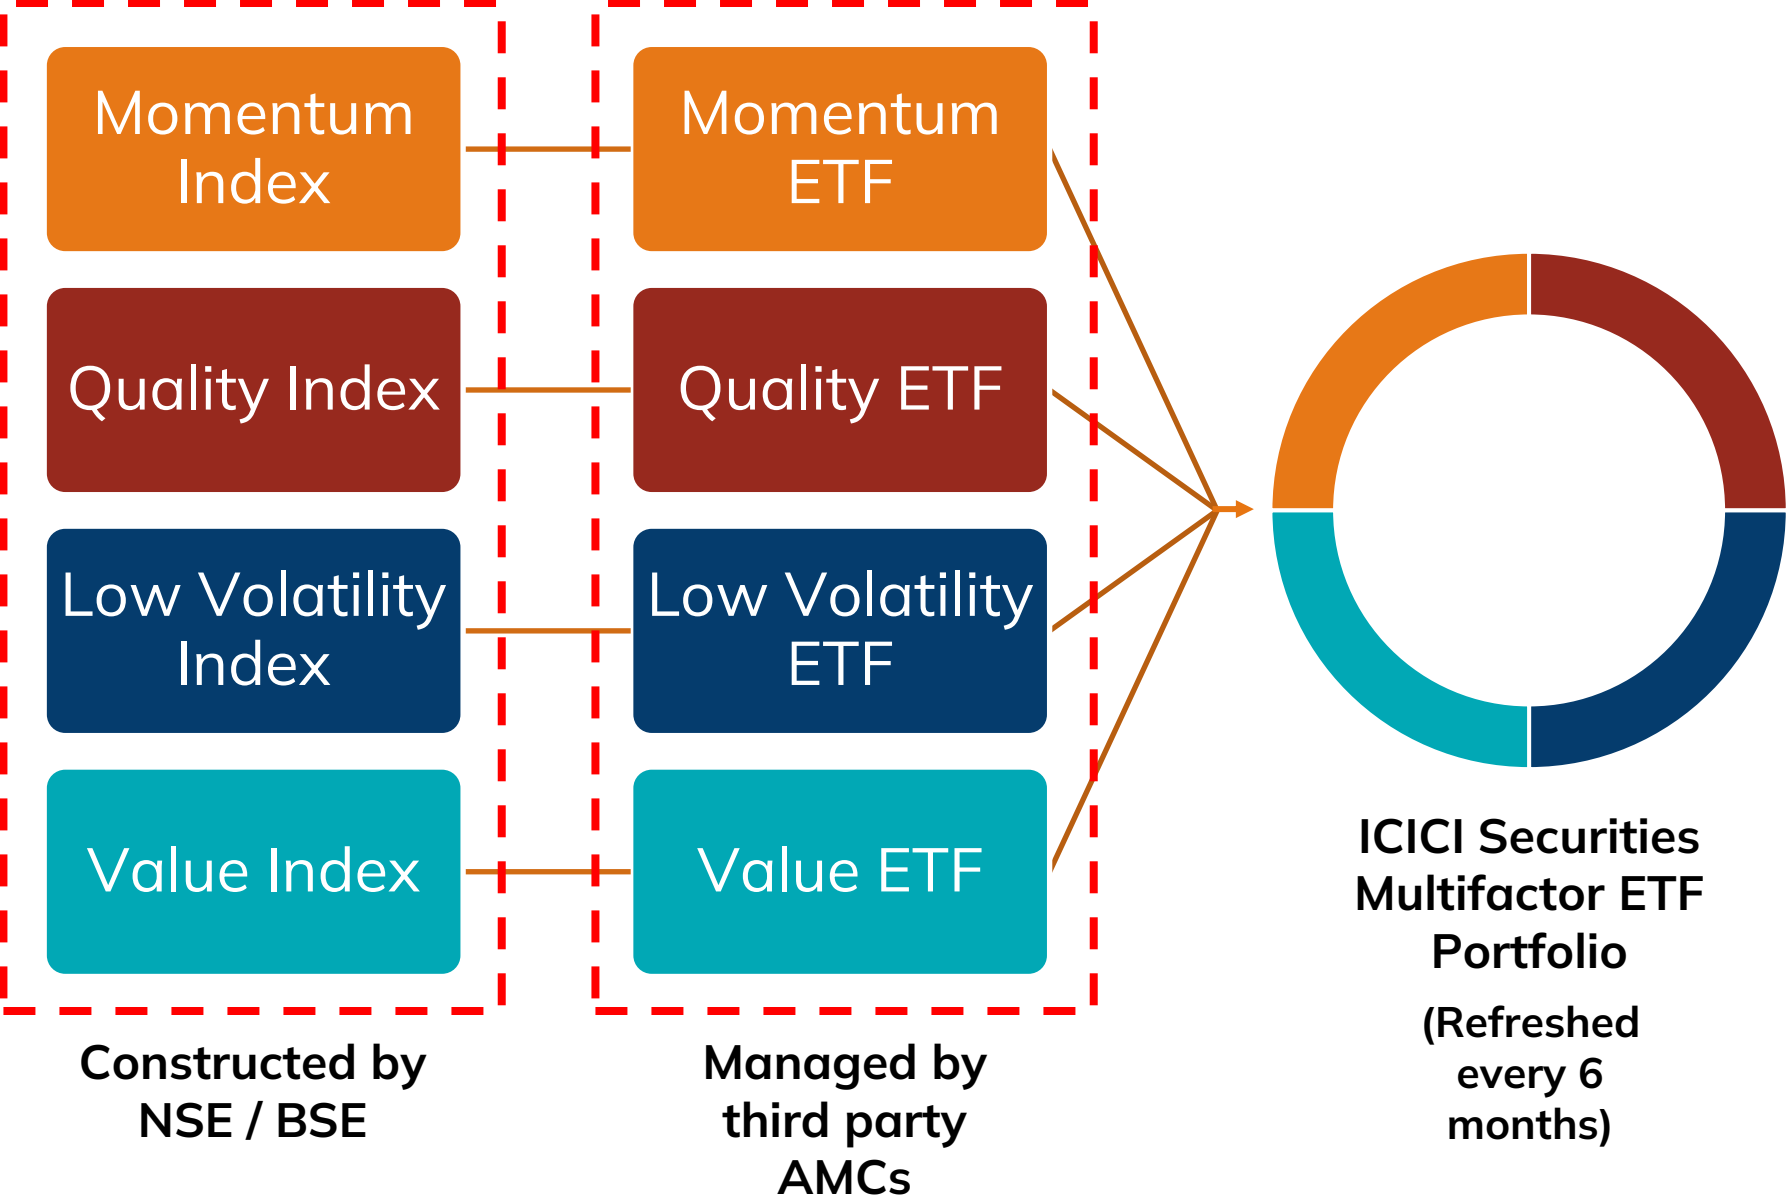 Momentum
Index
Momentum
ETF
Quality Index
Quality ETF
Low Volatility
Index
Low Volatility
ETF
Value Index
Value ETF
Constructed by
NSE / BSE
Managed by
third party
AMCs
ICICI Securities
Multifactor ETF
Portfolio
(Refreshed
every 6
months)